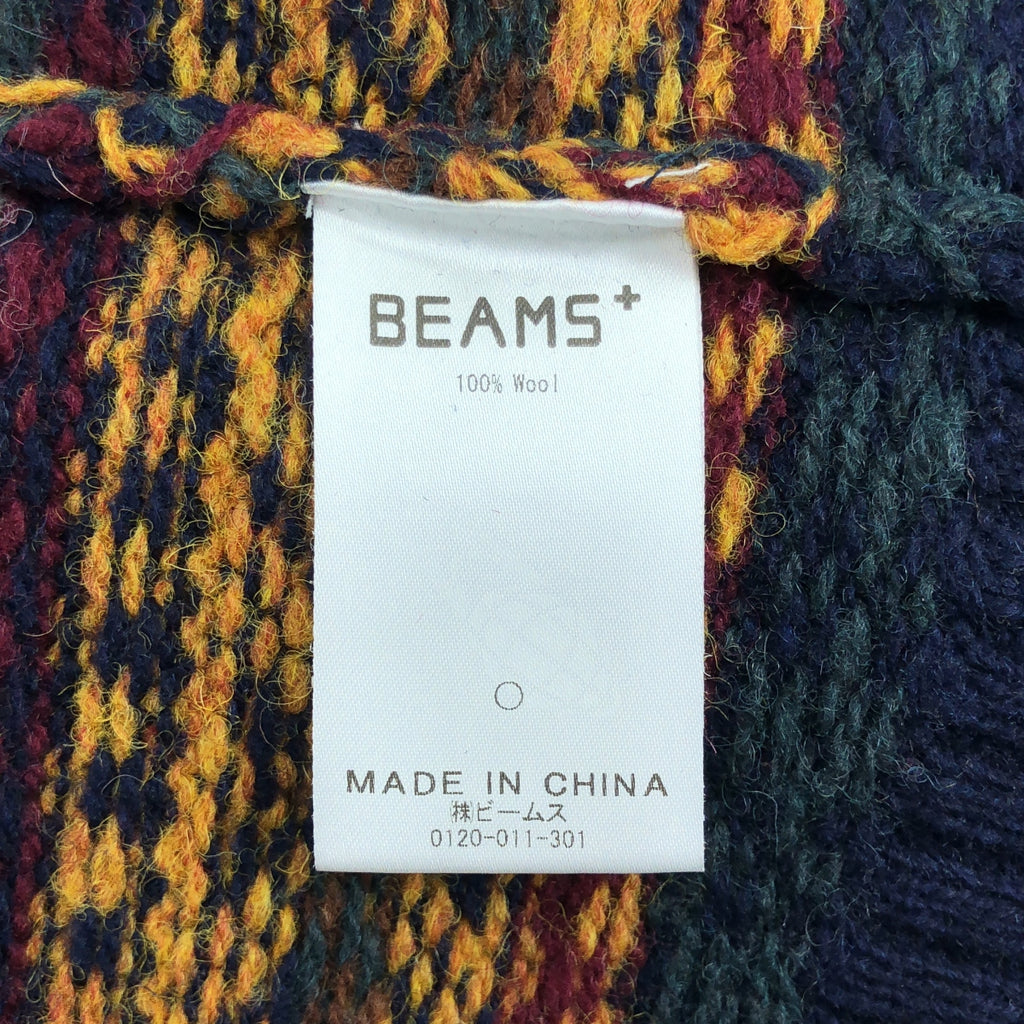 BEAMS+
100% Wool
MADE IN CHINA
㈱ビームス
0120-011-301